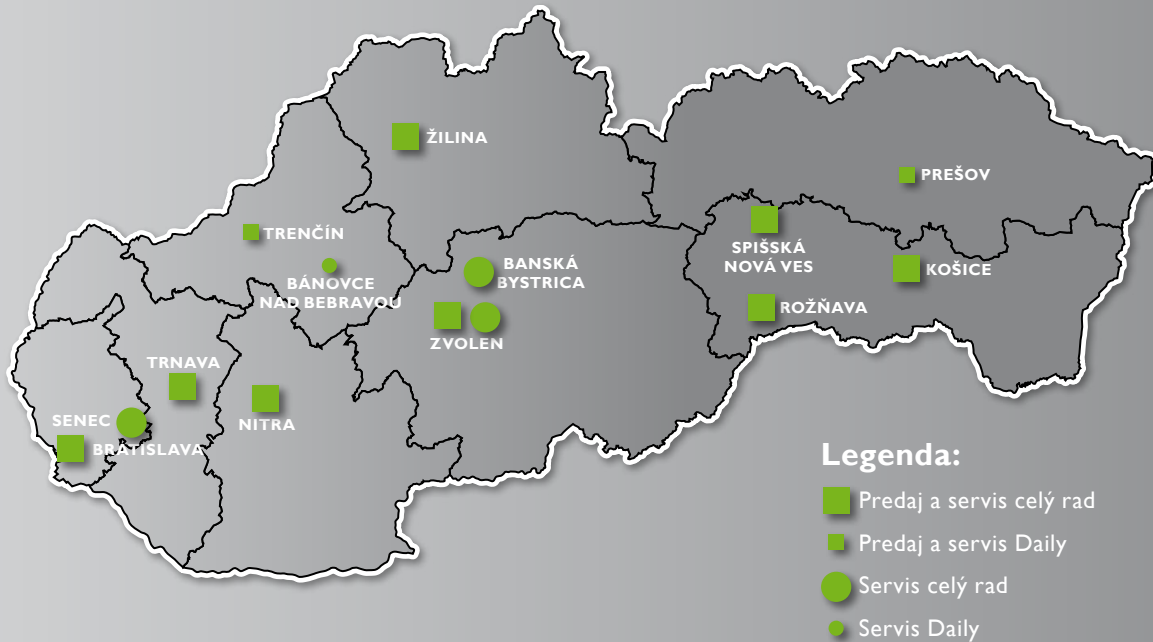 ŽILINA
PREŠOV
TRENČÍN
SPIŠSKÁ
NOVÁ VES
BÁNOVCE
NAD BEBRAVOU
BANSKÁ
BYSTRICA
KOŠICE
ROŽŇAVA
ZVOLEN
TRNAVA
SENEC
NITRA
BRATISLAVA
Legenda:
Predaj a servis celý rad
Predaj a servis Daily
Servis celý rad
Servis Daily